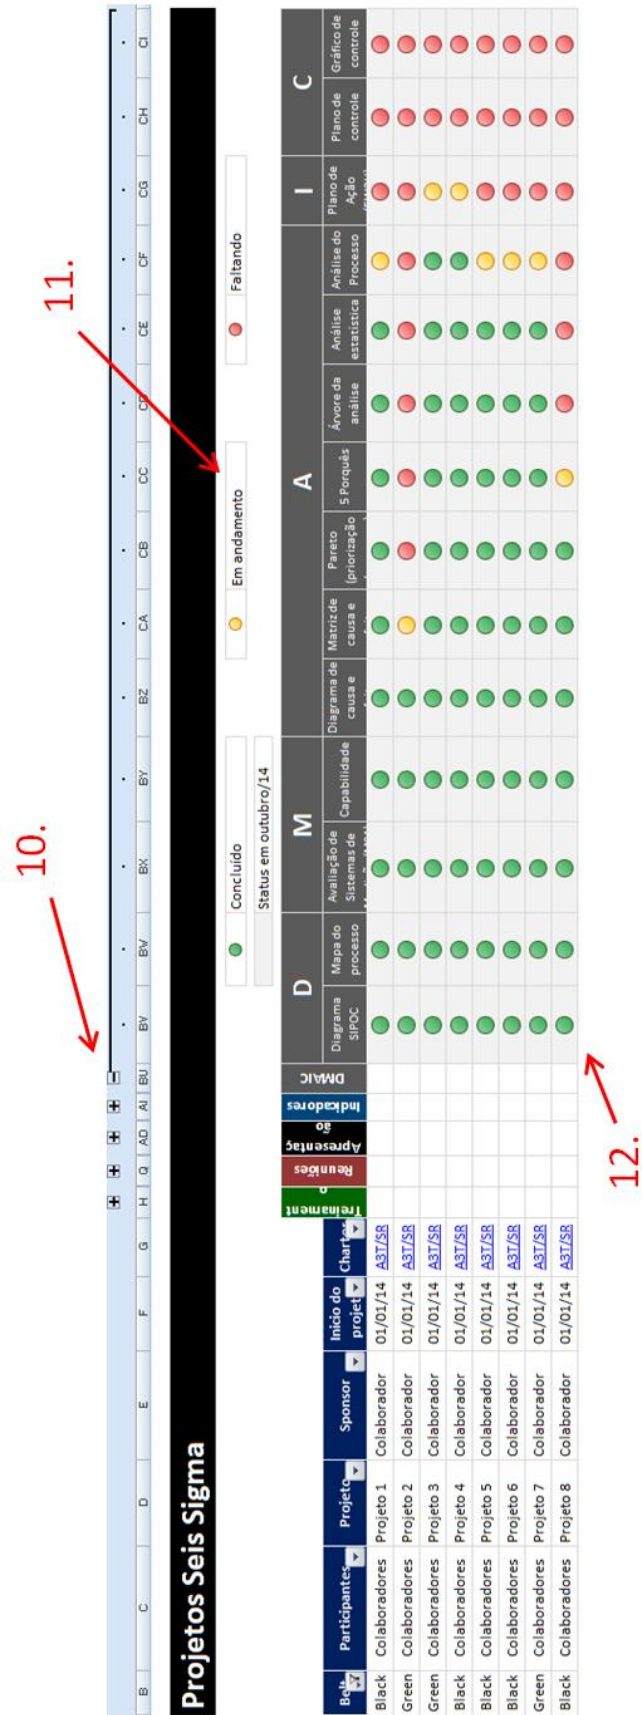 10.
11.
B C D E F G H Q AD AI BU BV BW BX BY BZ CA CB CC CD CE CF CG CH CI
Projetos Seis Sigma
Concluído Em andamento Faltando
Status em outubro/14
D M A I C
Belt Participantes Projeto Sponsor Inicio do projet Charter Treinament o Reuniões Apresentaç ão Indicadores DMAIC Diagrama SIPOC Mapa do processo Avaliação de Sistemas de Capabilidade Diagrama de causa e Matriz de causa e Pareto (priorização 5 Porquês Árvore da análise Análise estatística Análise do Processo Plano de Ação Plano de controle Gráfico de controle
Black Colaboradores Projeto 1 Colaborador 01/01/14 A3T/SR
Green Colaboradores Projeto 2 Colaborador 01/01/14 A3T/SR
Green Colaboradores Projeto 3 Colaborador 01/01/14 A3T/SR
Black Colaboradores Projeto 4 Colaborador 01/01/14 A3T/SR
Black Colaboradores Projeto 5 Colaborador 01/01/14 A3T/SR
Black Colaboradores Projeto 6 Colaborador 01/01/14 A3T/SR
Green Colaboradores Projeto 7 Colaborador 01/01/14 A3T/SR
Black Colaboradores Projeto 8 Colaborador 01/01/14 A3T/SR
12.